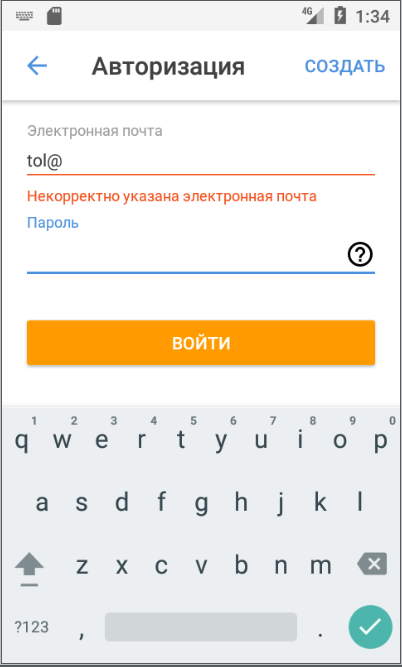 4G 1:34
Авторизация СОЗДАТЬ
Электронная почта
tol@
Некорректно указана электронная почта
Пароль
ВОЙТИ
1 2 3 4 5 6 7 8 9 0
q w e r t y u i o p
a s d f g h j k l
z x c v b n m
?123 , .